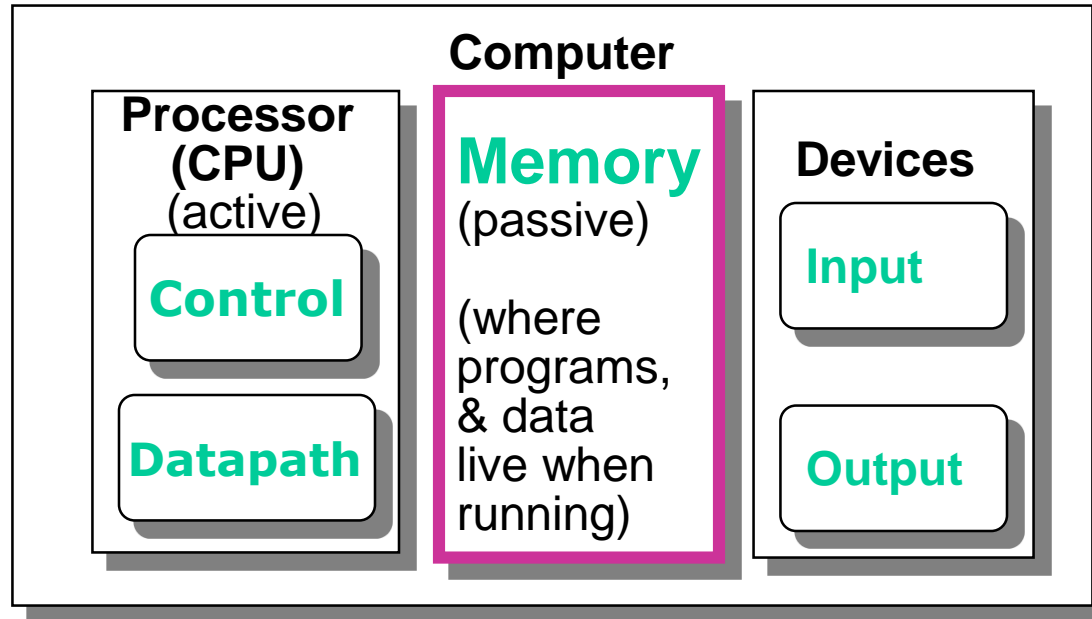 Computer
Processor
(CPU)
(active)
Control
Datapath
Memory
(passive)
(where
programs,
& data
live when
running)
Devices
Input
Output